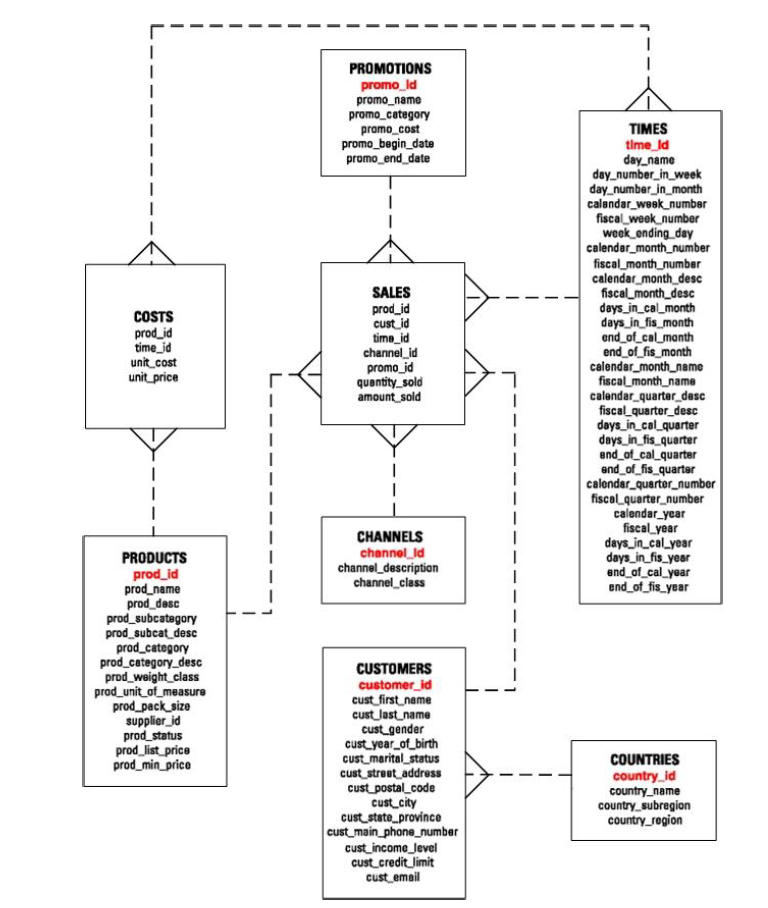 PROMOTIONS
promo_id
promo_name
promo_category
promo_cost
promo_begin_date
promo_end_date
TIMES
time_id
day_name
day_number_in_week
day_number_in_month
calendar_week_number
fiscal_week_number
week_ending_day
calendar_month_number
fiscal_month_number
calendar_month_desc
fiscal_month_desc
days_in_cal_month
days_in_fis_month
end_of_cal_month
end_of_fis_month
calendar_month_name
fiscal_month_name
calendar_quarter_desc
fiscal_quarter_desc
days_in_cal_quarter
days_in_fis_quarter
end_of_cal_quarter
end_of_fis_quarter
calendar_quarter_number
fiscal_quarter_number
calendar_year
fiscal_year
days_in_cal_year
days_in_fis_year
end_of_cal_year
end_of_fis_year
COSTS
prod_id
time_id
unit_cost
unit_price
SALES
prod_id
cust_id
time_id
channel_id
promo_id
quantity_sold
amount_sold
PRODUCTS
prod_id
prod_name
prod_desc
prod_subcategory
prod_subcat_desc
prod_category
prod_category_desc
prod_weight_class
prod_unit_of_measure
prod_pack_size
supplier_id
prod_status
prod_list_price
prod_min_price
CHANNELS
channel_id
channel_description
channel_class
CUSTOMERS
customer_id
cust_first_name
cust_last_name
cust_gender
cust_year_of_birth
cust_marital_status
cust_street_address
cust_postal_code
cust_city
cust_state_province
cust_main_phone_number
cust_income_level
cust_credit_limit
cust_email
COUNTRIES
country_id
country_name
country_subregion
country_region